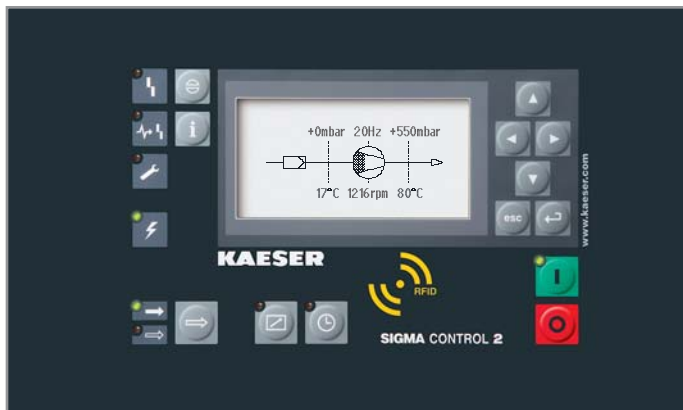 +0mbar 20Hz +550mbar
17°C 1216rpm 80°C
esc
www.kaeser.com
KAESER
RFID
SIGMA CONTROL 2